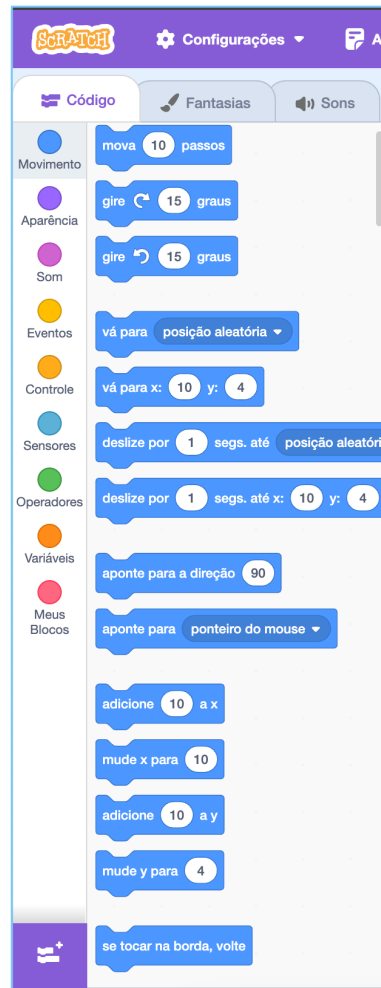 SCRATCH Configurações A
Código Fantasias Sons
Movimento
Aparência
Som
Eventos
Controle
Sensores
Operadores
Variáveis
Meus
Blocos
mova 10 passos
gire 15 graus
gire 15 graus
vá para posição aleatória
vá para x: 10 y: 4
deslize por 1 segs. até posição aleatóri
deslize por 1 segs. até x: 10 y: 4
aponte para a direção 90
aponte para ponteiro do mouse
adicione 10 a x
mude x para 10
adicione 10 a y
mude y para 4
se tocar na borda, volte